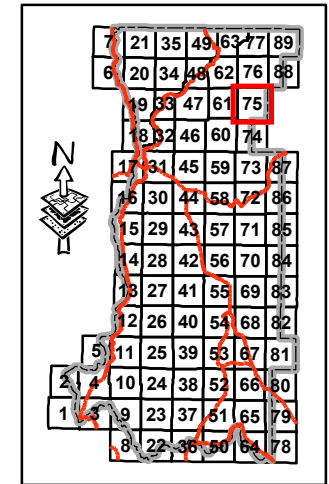 7 21 35 49 63 77 89
6 20 34 48 62 76 88
19 33 47 61 75
18 32 46 60 74
N
17 31 45 59 73 87
16 30 44 58 72 86
15 29 43 57 71 85
14 28 42 56 70 84
13 27 41 55 69 83
12 26 40 54 68 82
5 11 25 39 53 67 81
2 4 10 24 38 52 66 80
1 3 9 23 37 51 65 79
8 22 36 50 64 78